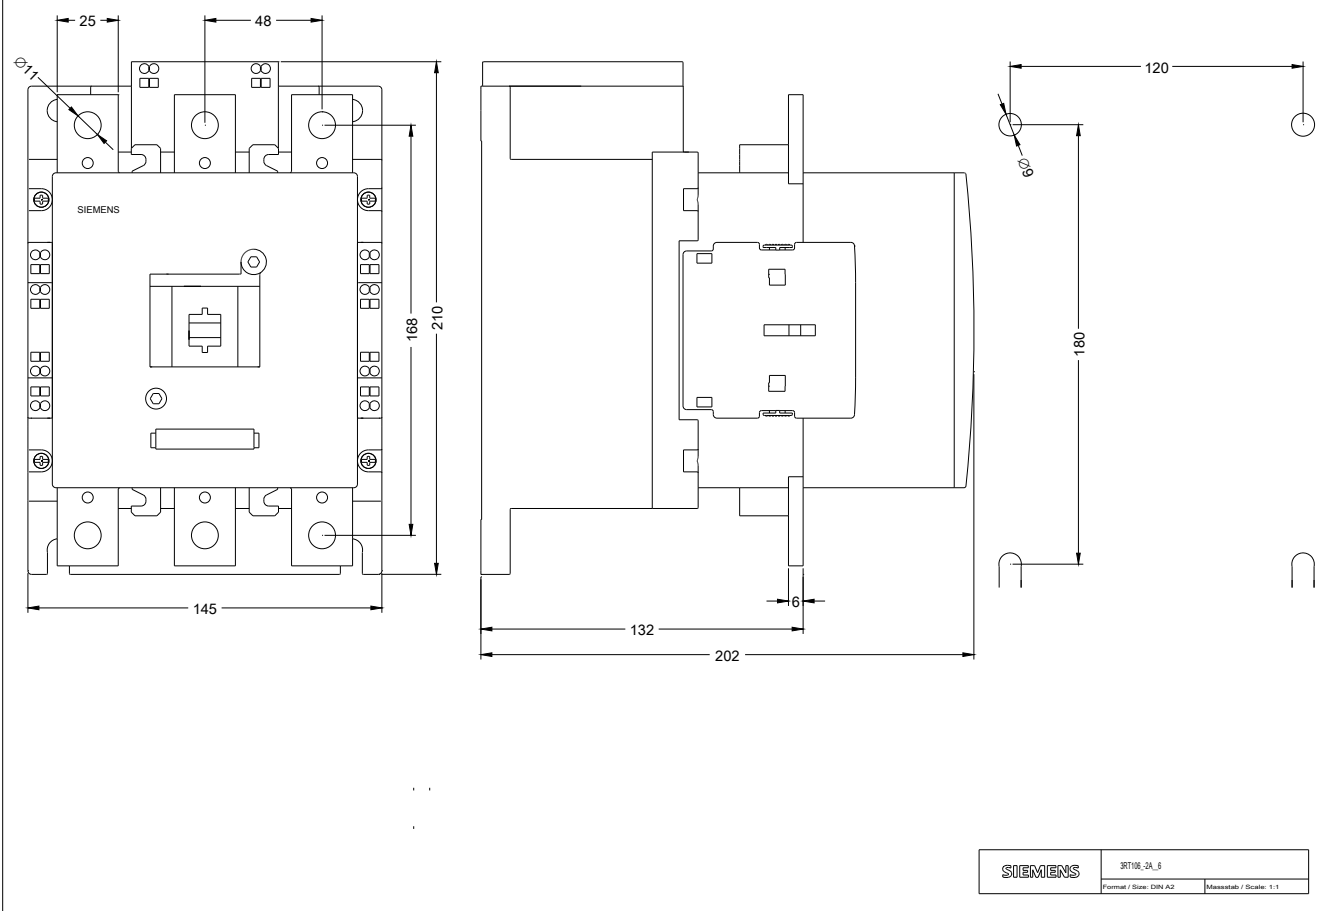 25
48
Ø11
120
Ø9
SIEMENS
168
210
180
6
145
132
202
SIEMENS
3RT106_-2A__6
Format / Size: DIN A2
Massstab / Scale: 1:1